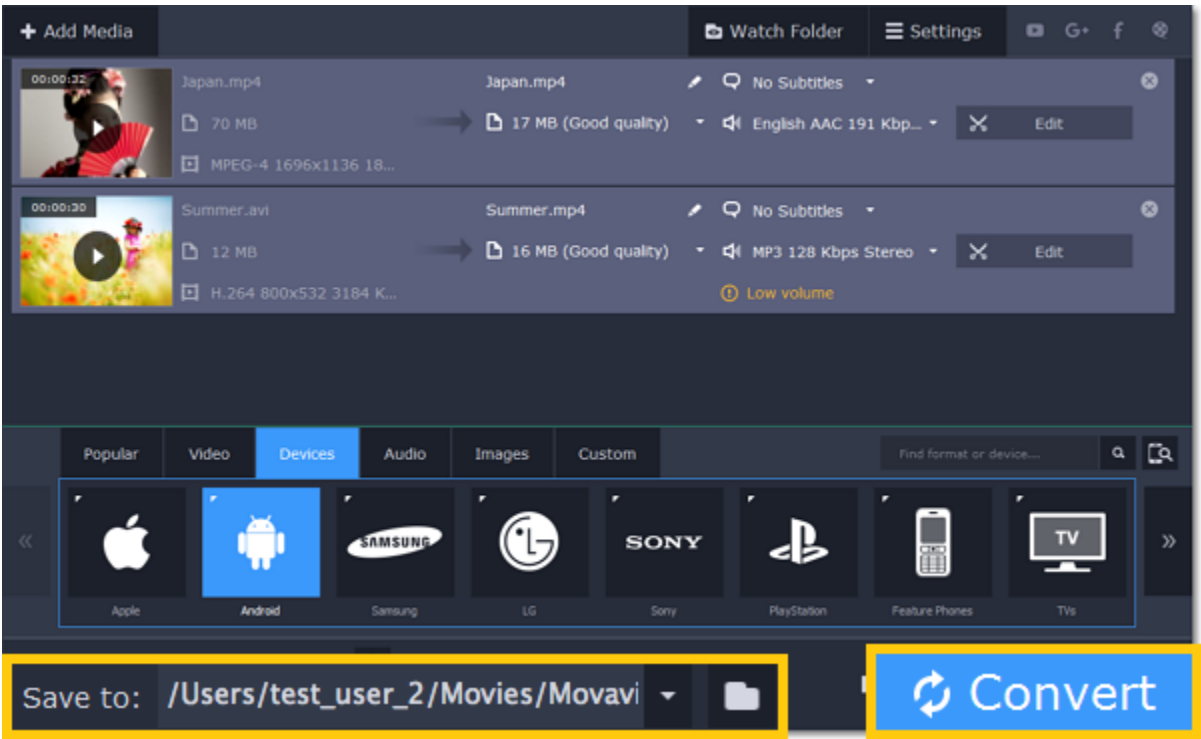 + Add Media
Watch Folder
Settings
G+ f
00:00:32
Japan.mp4
Japan.mp4
No Subtitles
70 MB
17 MB (Good quality)
English AAC 191 Kbp...
Edit
MPEG-4 1696x1136 18...
00:00:30
Summer.avi
Summer.mp4
No Subtitles
12 MB
16 MB (Good quality)
MP3 128 Kbps Stereo
Edit
H.264 800x532 3184 K...
Low volume
Popular Video Devices Audio Images Custom
Find format or device....
SAMSUNG
LG
SONY
TV
Apple Android Samsung LG Sony PlayStation Feature Phones TVs
Save to: /Users/test_user_2/Movies/Movavi
Convert